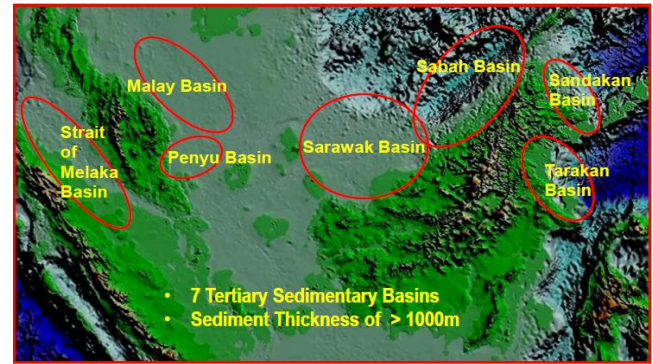 Malay Basin
Sabah Basin
Sandakan
Basin
Strait
of
Melaka
Basin
Penyu Basin
Sarawak Basin
Tarakan
Basin
• 7 Tertiary Sedimentary Basins
• Sediment Thickness of > 1000m